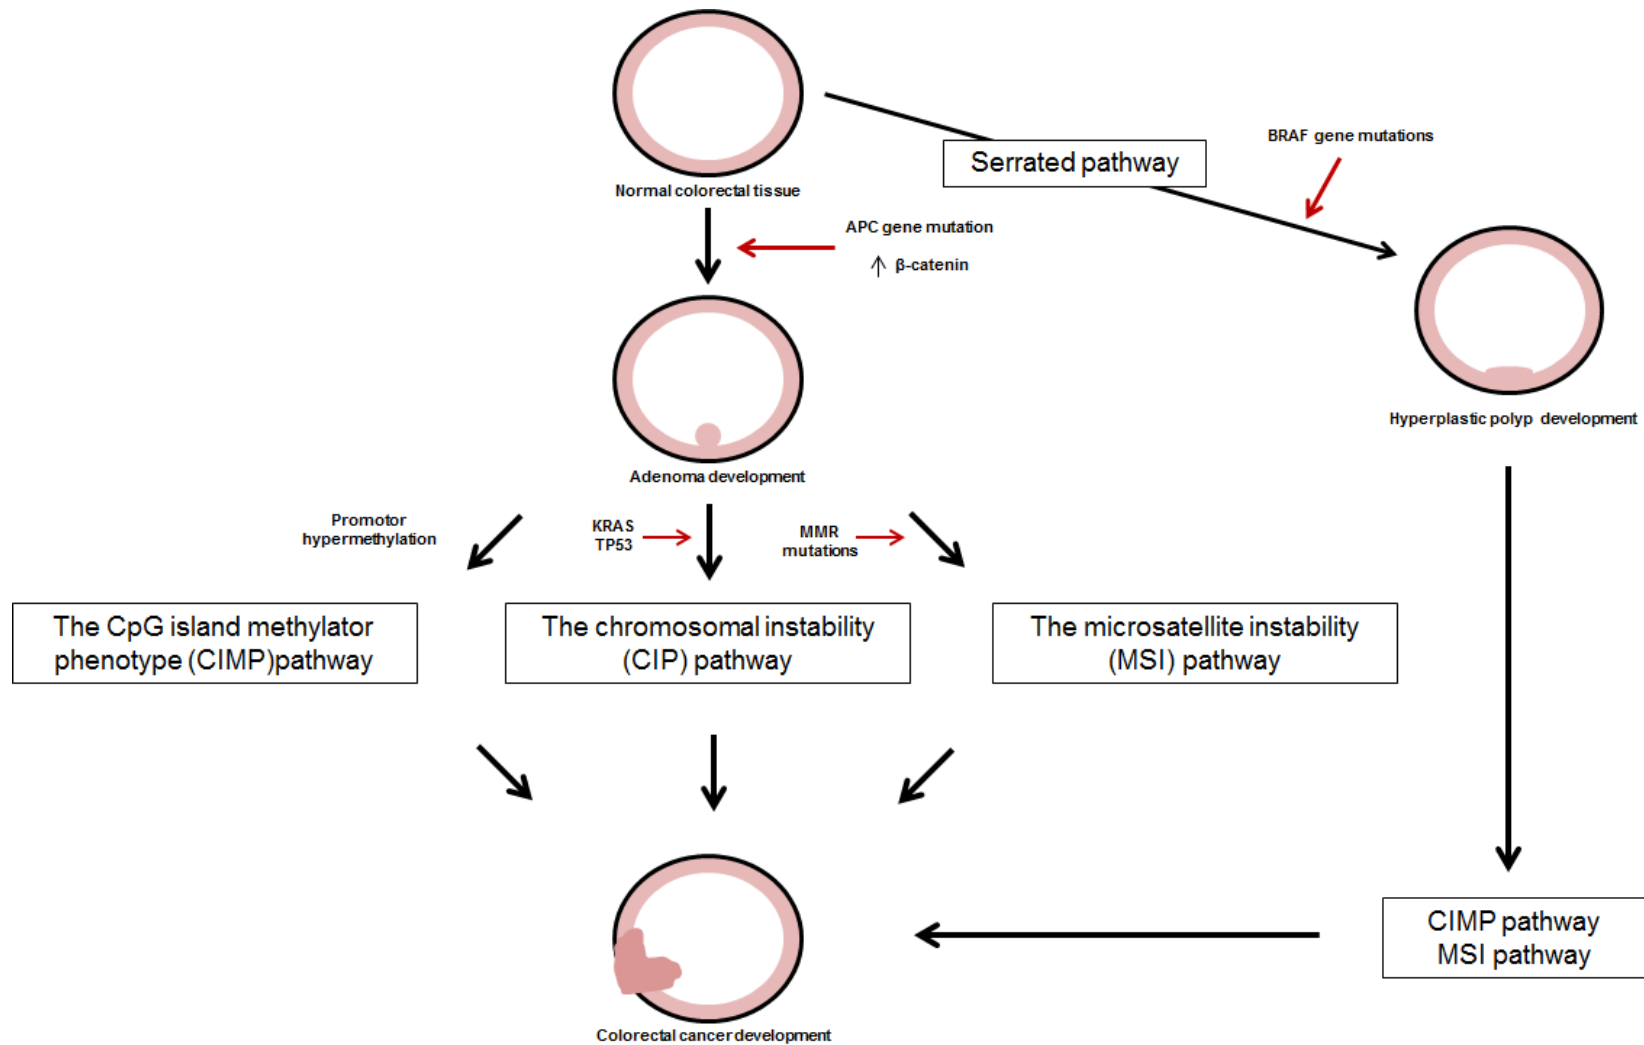 Normal colorectal tissue
Serrated pathway
BRAF gene mutations
APC gene mutation
↑ β-catenin
Hyperplastic polyp development
Adenoma development
Promotor
hypermethylation
KRAS
TP53
MMR
mutations
The CpG island methylator
phenotype (CIMP)pathway
The chromosomal instability
(CIP) pathway
The microsatellite instability
(MSI) pathway
CIMP pathway
MSI pathway
Colorectal cancer development